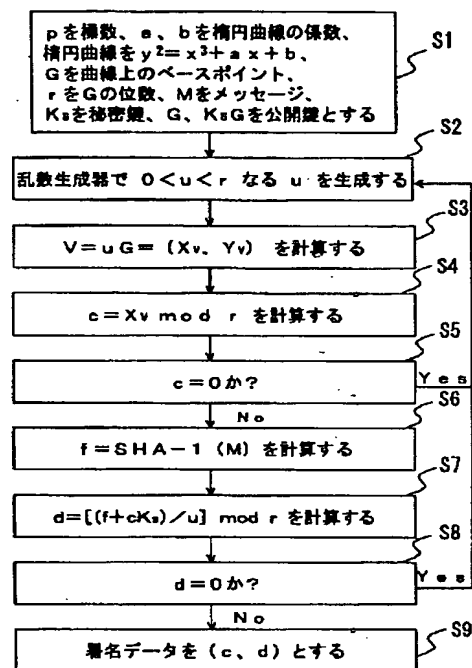 pを標数、a、bを楕円曲線の係数、
楕円曲線をy²=x³+ax+b、
Gを曲線上のベースポイント、
rをGの位数、Mをメッセージ、
Ksを秘密鍵、G、KsGを公開鍵とする
S1
S2
乱数生成器で 0<u<r なる u を生成する
S3
V=uG=(Xv、Yv) を計算する
S4
c=Xv mod r を計算する
S5
c=0か?
Yes
No
S6
f=SHA-1 (M) を計算する
S7
d=[(f+cKs)/u] mod r を計算する
S8
d=0か?
Yes
No
S9
署名データを (c、d) とする